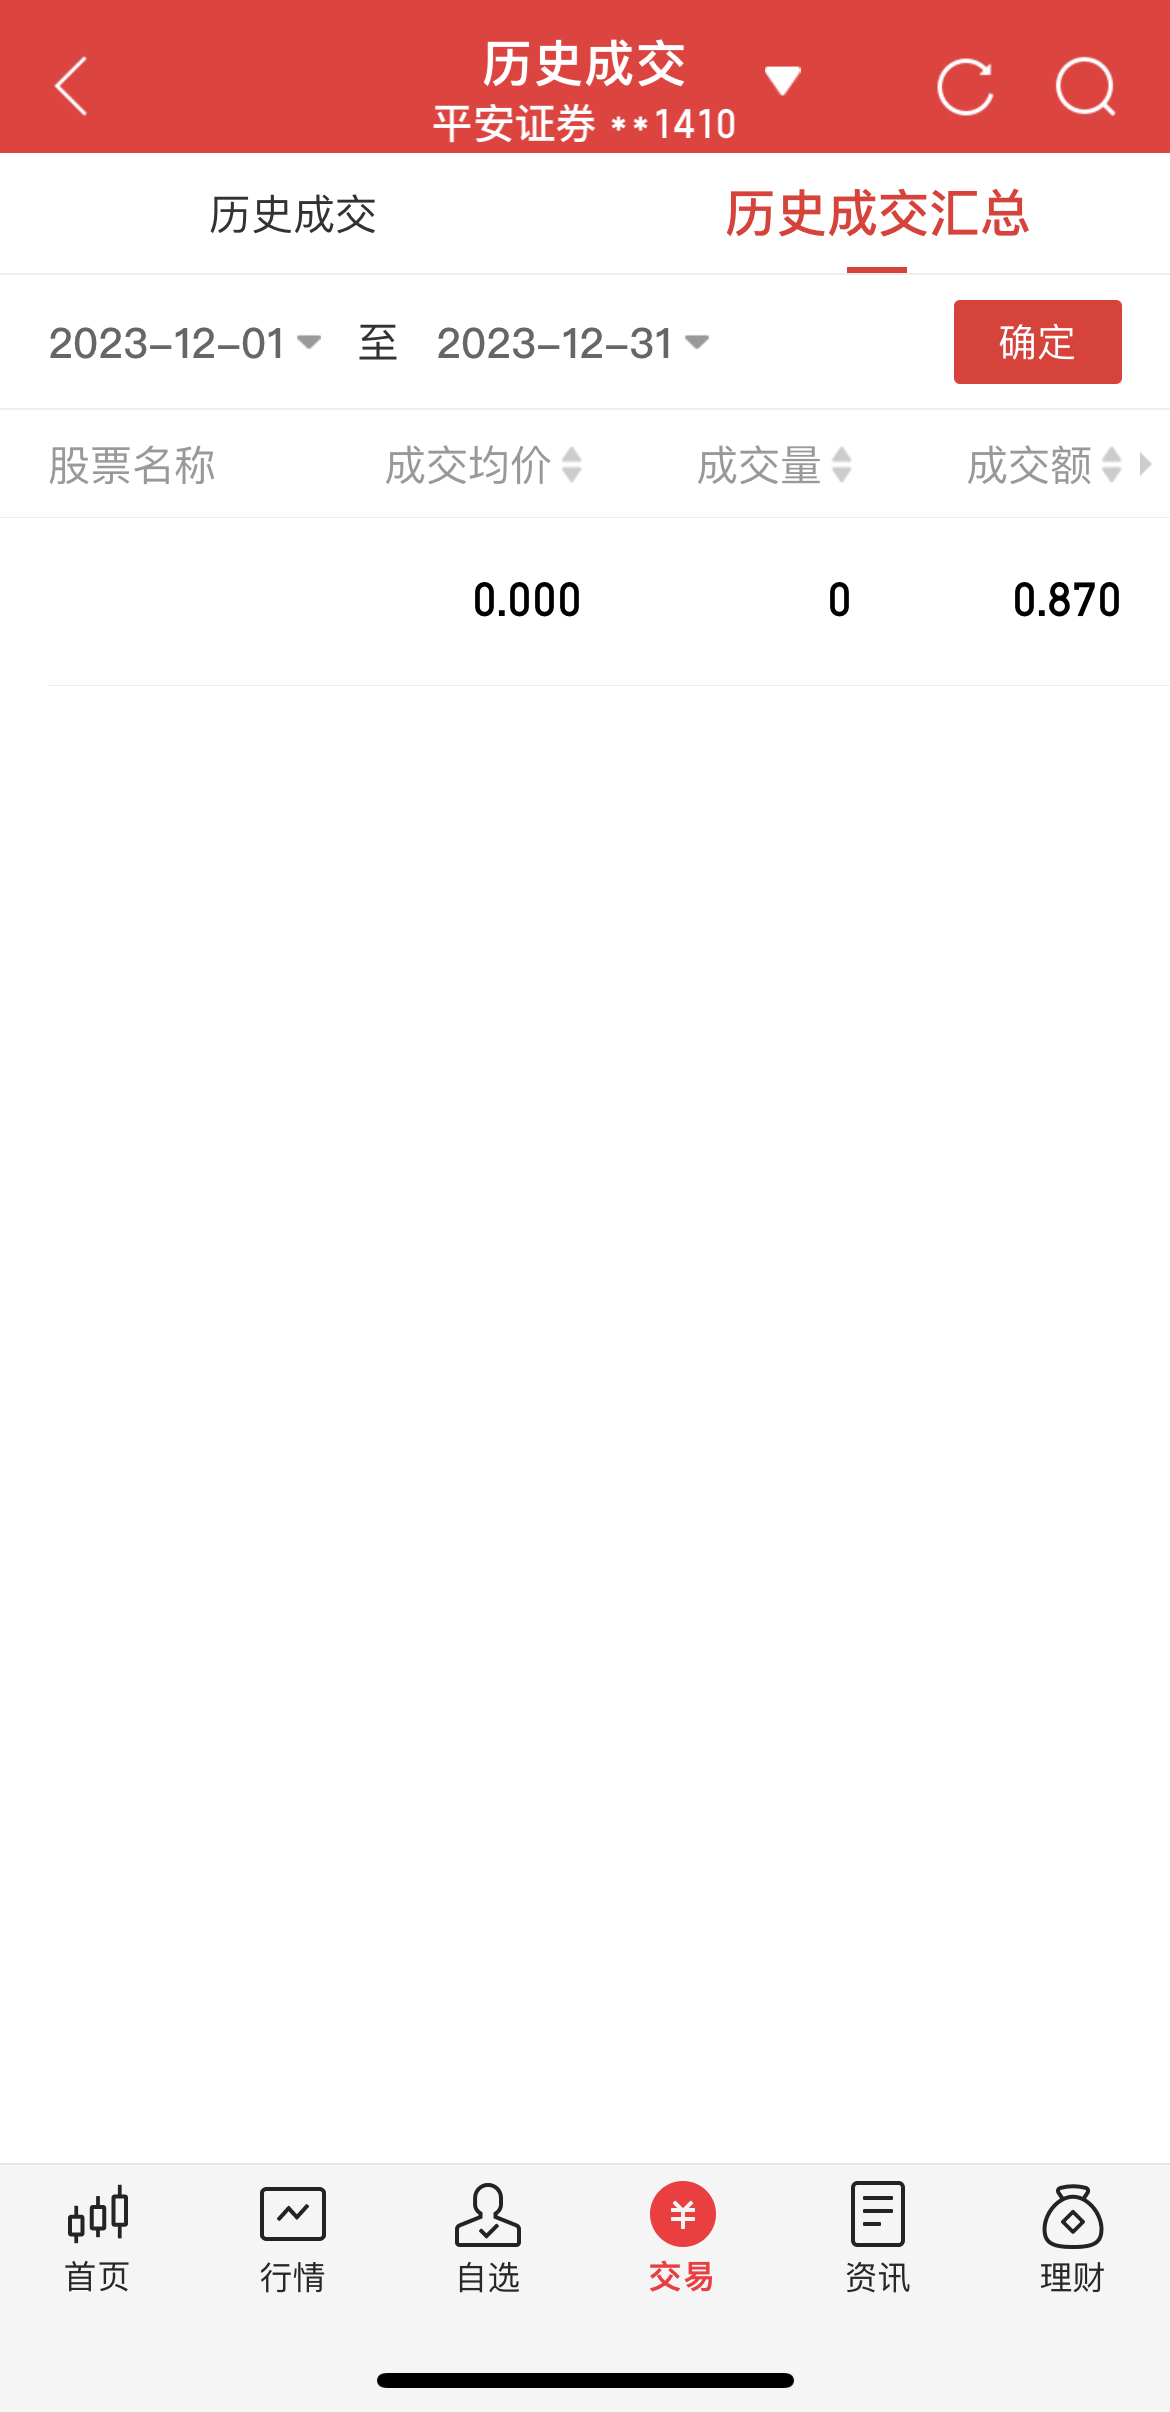 历史成交
平安证券 **1410
历史成交 历史成交汇总
2023-12-01 至 2023-12-31 确定
股票名称 成交均价 成交量 成交额
0.000 0 0.870
首页 行情 自选 交易 资讯 理财